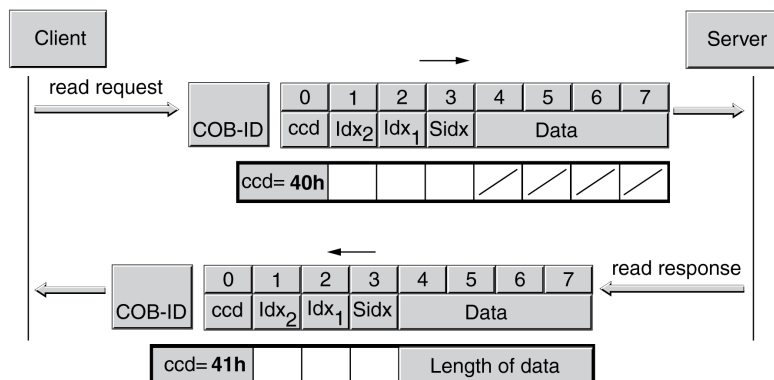 Client
Server
read request
0 1 2 3 4 5 6 7
COB-ID
ccd Idx2 Idx1 Sidx Data
ccd= 40h
read response
0 1 2 3 4 5 6 7
COB-ID
ccd Idx2 Idx1 Sidx Data
ccd= 41h Length of data